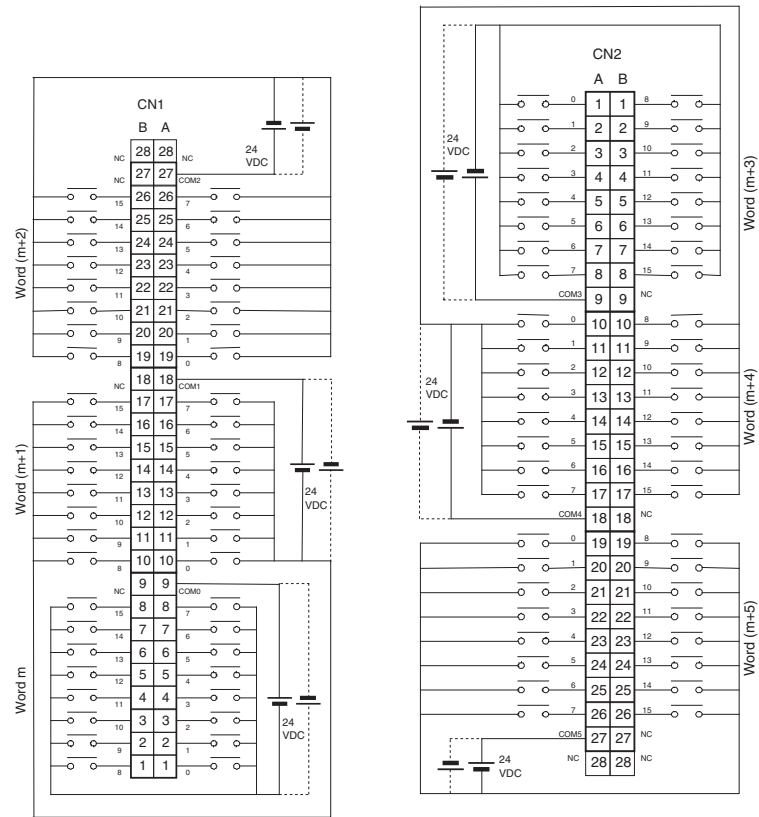 CN1
B A
24
VDC
NC 28 28 NC
NC 27 27 COM2
15 26 26 7
14 25 25 6
13 24 24 5
12 23 23 4
11 22 22 3
10 21 21 2
9 20 20 1
8 19 19 0
Word (m+2)
NC 18 18 COM1
15 17 17 7
14 16 16 6
13 15 15 5
12 14 14 4
11 13 13 3
10 12 12 2
9 11 11 1
8 10 10 0
Word (m+1)
24
VDC
NC 9 9 COM0
15 8 8 7
14 7 7 6
13 6 6 5
12 5 5 4
11 4 4 3
10 3 3 2
9 2 2 1
8 1 1 0
Word m
24
VDC
CN2
A B
0 1 1 8
1 2 2 9
2 3 3 10
3 4 4 11
4 5 5 12
5 6 6 13
6 7 7 14
7 8 8 15
COM3 9 9 NC
24
VDC
Word (m+3)
0 10 10 8
1 11 11 9
2 12 12 10
3 13 13 11
4 14 14 12
5 15 15 13
6 16 16 14
7 17 17 15
COM4 18 18 NC
24
VDC
Word (m+4)
0 19 19 8
1 20 20 9
2 21 21 10
3 22 22 11
4 23 23 12
5 24 24 13
6 25 25 14
7 26 26 15
COM5 27 27 NC
NC 28 28 NC
24
VDC
Word (m+5)